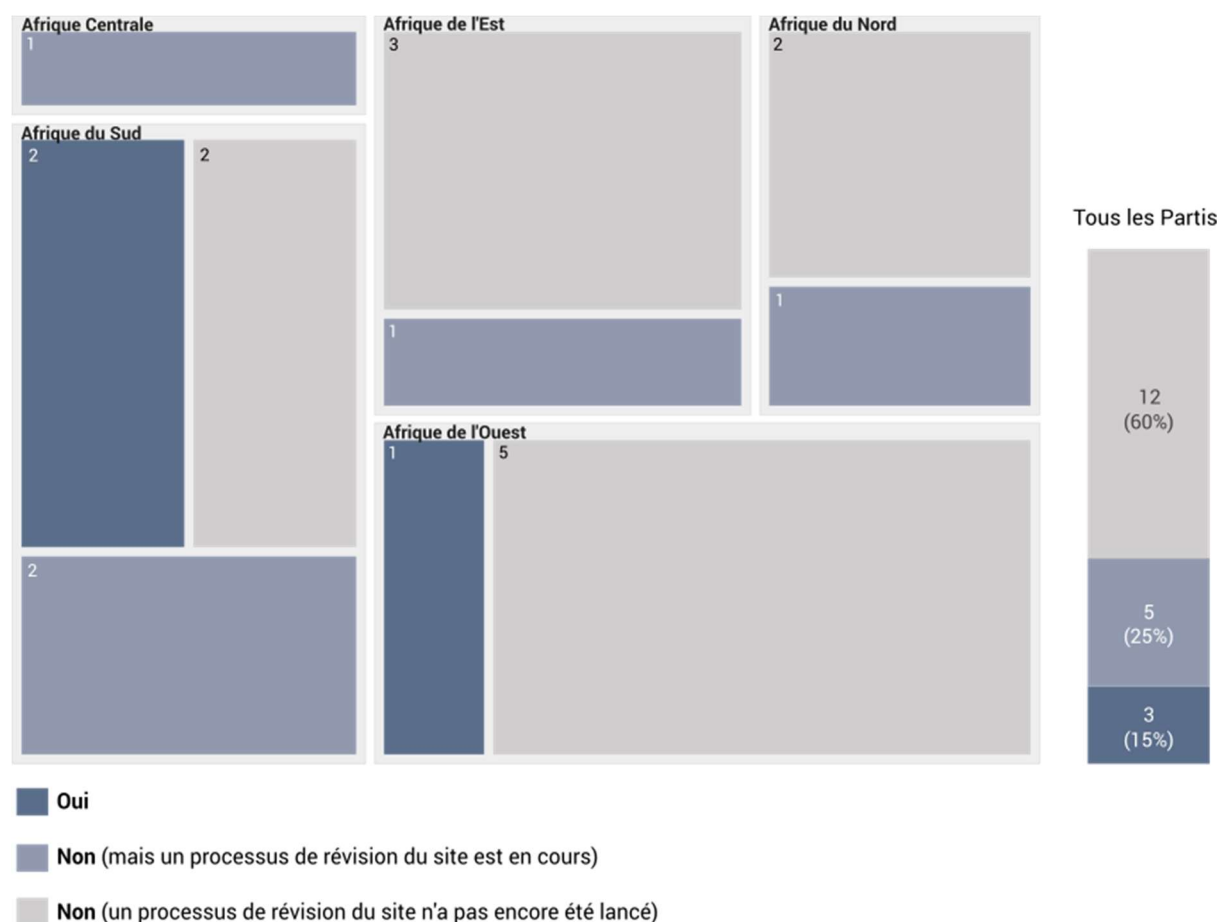 Afrique Centrale
1
Afrique du Sud
2
2
2
Afrique de l'Est
3
1
Afrique du Nord
2
1
Afrique de l'Ouest
1
5
Tous les Partis
12
(60%)
5
(25%)
3
(15%)
Oui
Non (mais un processus de révision du site est en cours)
Non (un processus de révision du site n'a pas encore été lancé)